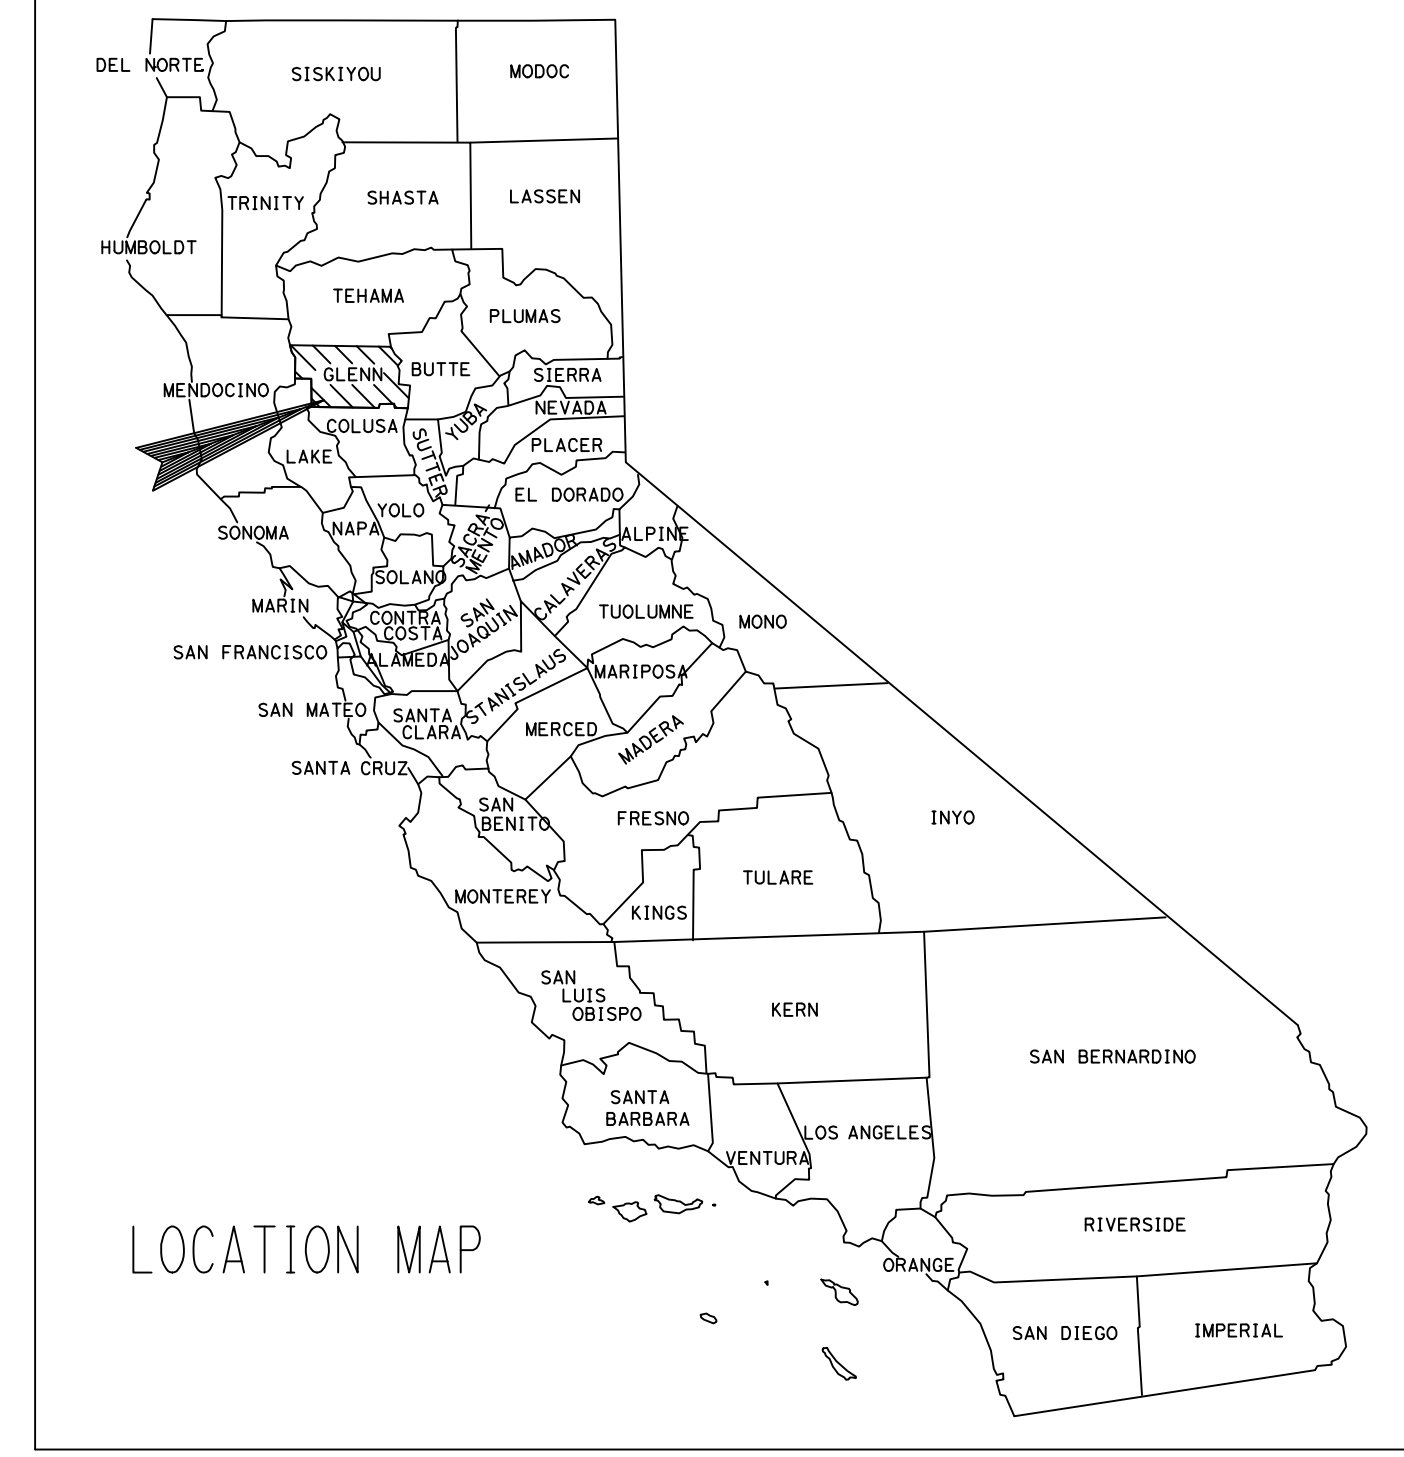 DEL NORTE
SISKIYOU
MODOC
TRINITY
SHASTA
LASSEN
HUMBOLDT
TEHAMA
PLUMAS
GLENN
BUTTE
SIERRA
MENDOCINO
NEVADA
YUBA
COLUSA
SUTTER
PLACER
LAKE
EL DORADO
YOLO
NAPA
SONOMA
SACRA-
MENTO
ALPINE
AMADOR
SOLANO
CALAVERAS
MARIN
CONTRA
COSTA
SAN
JOAQUIN
TUOLUMNE
MONO
SAN FRANCISCO
ALAMEDA
STANISLAUS
MARIPOSA
SAN MATEO
SANTA
CLARA
MERCED
MADERA
SANTA CRUZ
SAN
BENITO
FRESNO
INYO
TULARE
MONTEREY
KINGS
SAN
LUIS
OBISPO
KERN
SAN BERNARDINO
SANTA
BARBARA
LOS ANGELES
VENTURA
RIVERSIDE
LOCATION MAP
ORANGE
SAN DIEGO
IMPERIAL